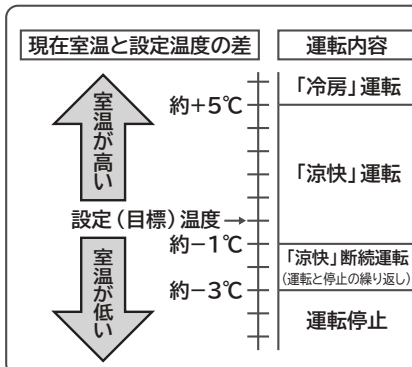 現在室温と設定温度の差
運転内容
室温が高い
約+5℃
「冷房」運転
「涼快」運転
設定（目標）温度→
約−1℃
「涼快」断続運転
（運転と停止の繰り返し）
約−3℃
室温が低い
運転停止